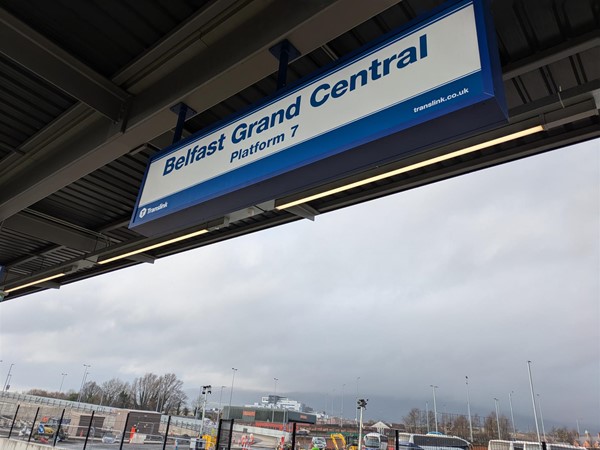 Belfast Grand Central
Platform 7
Translink
translink.co.uk